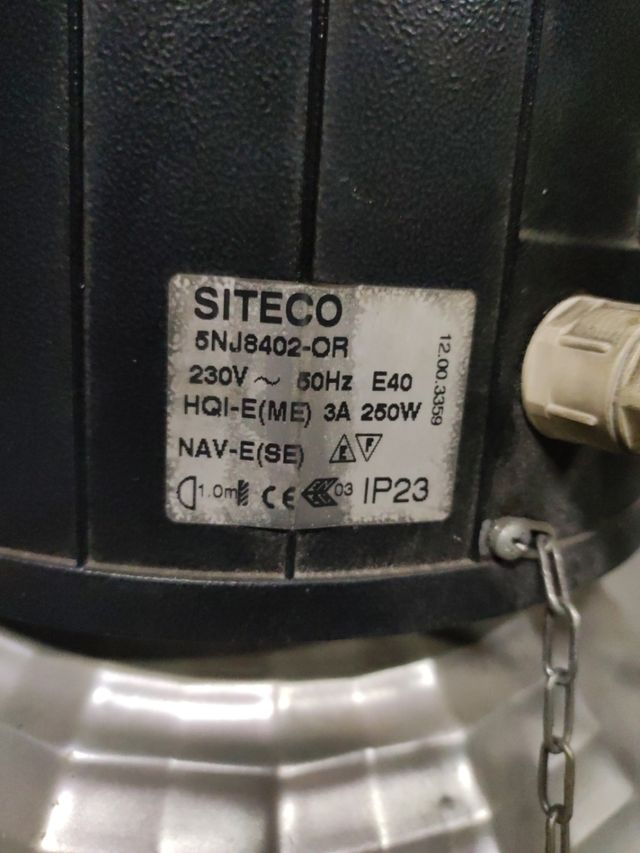 SITECO
5NJ8402-OR
230V ~ 50Hz E40
HQI-E(ME) 3A 250W
NAV-E(SE) E F
1.0m CE 03 IP23
12.00.3359